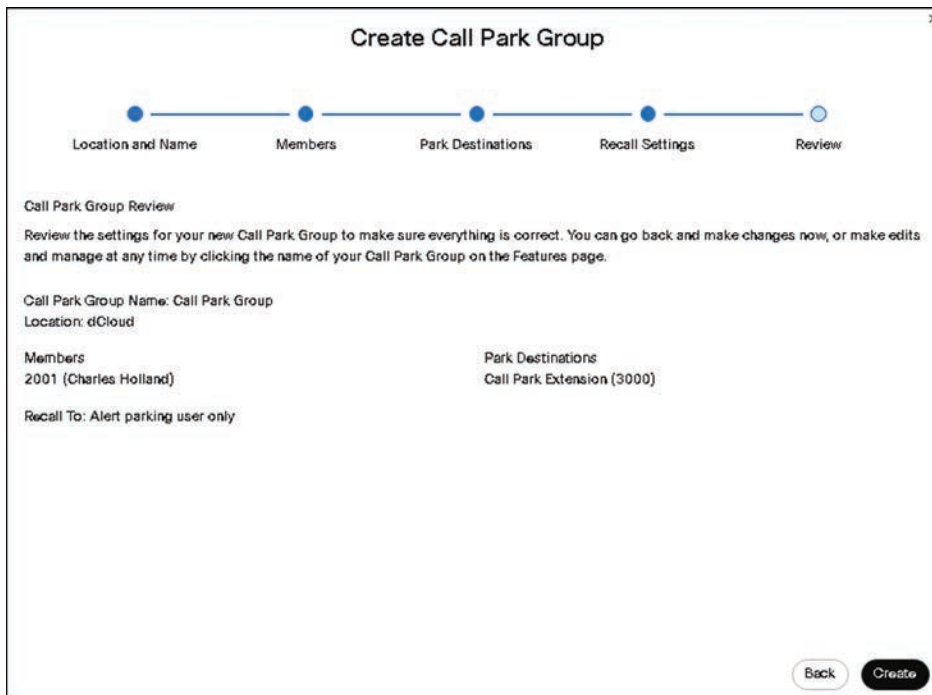 Create Call Park Group
Location and Name Members Park Destinations Recall Settings Review
Call Park Group Review
Review the settings for your new Call Park Group to make sure everything is correct. You can go back and make changes now, or make edits
and manage at any time by clicking the name of your Call Park Group on the Features page.
Call Park Group Name: Call Park Group
Location: dCloud
Members Park Destinations
2001 (Charles Holland) Call Park Extension (3000)
Recall To: Alert parking user only
Back Create